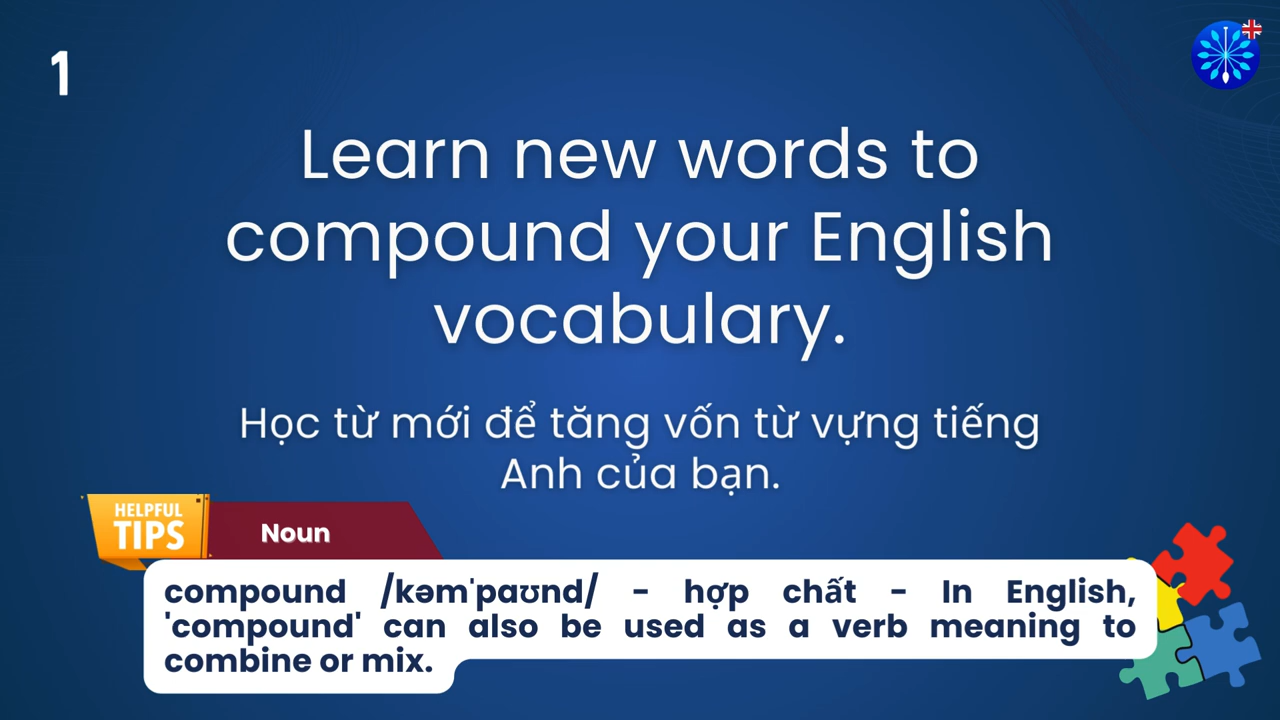 1
Learn new words to
compound your English
vocabulary.
Học từ mới để tăng vốn từ vựng tiếng
Anh của bạn.
HELPFUL
TIPS
Noun
compound /kəmˈpaʊnd/ - hợp chất - In English,
'compound' can also be used as a verb meaning to
combine or mix.